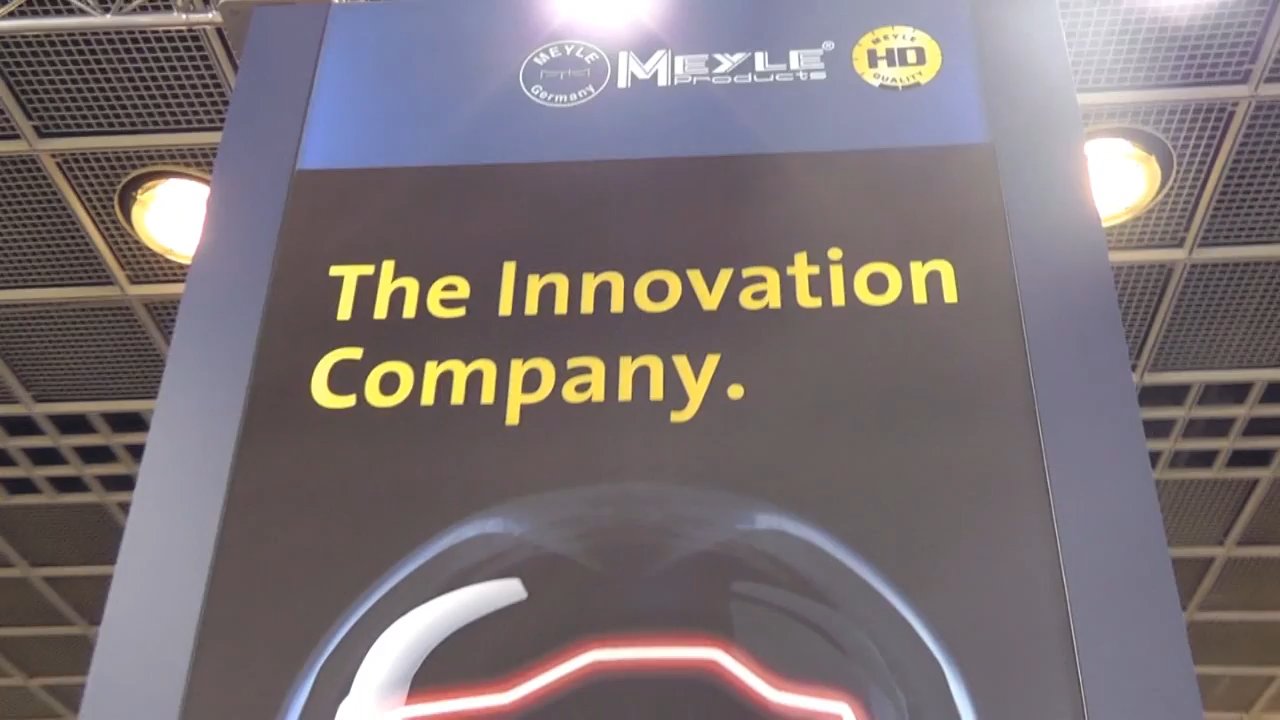 MEYLE
Germany
MEYLE®
Products
MEYLE
HD
QUALITY
The Innovation
Company.